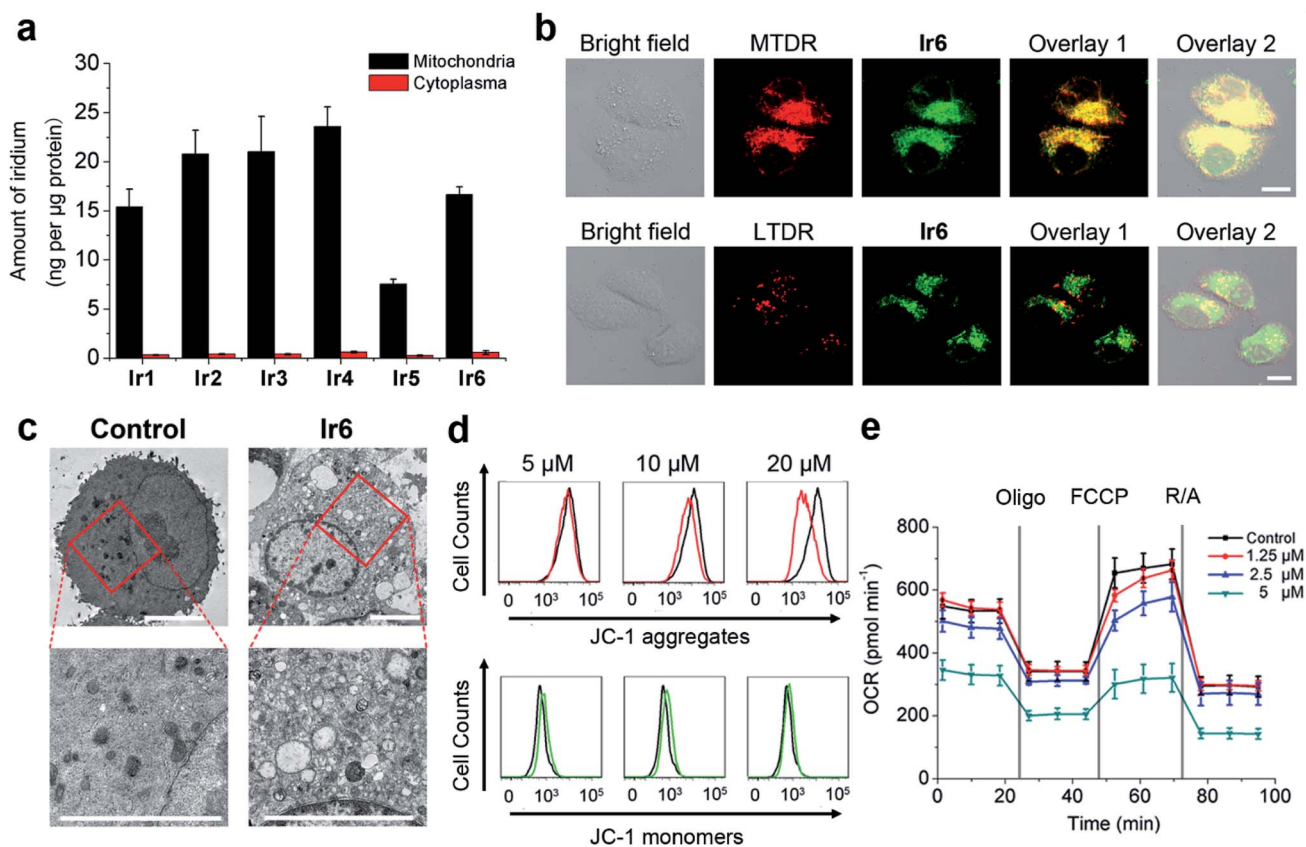 a
Amount of iridium
(ng per µg protein)
30
25
20
15
10
5
0
Mitochondria
Cytoplasma
Ir1 Ir2 Ir3 Ir4 Ir5 Ir6
b
Bright field MTDR Ir6 Overlay 1 Overlay 2
Bright field LTDR Ir6 Overlay 1 Overlay 2
c
Control Ir6
d
5 µM 10 µM 20 µM
Cell Counts
0 10³ 10⁵ 0 10³ 10⁵ 0 10³ 10⁵
JC-1 aggregates
Cell Counts
0 10³ 10⁵ 0 10³ 10⁵ 0 10³ 10⁵
JC-1 monomers
e
Oligo FCCP R/A
OCR (pmol min⁻¹)
800
600
400
200
0
Control
1.25 µM
2.5 µM
5 µM
0 20 40 60 80 100
Time (min)